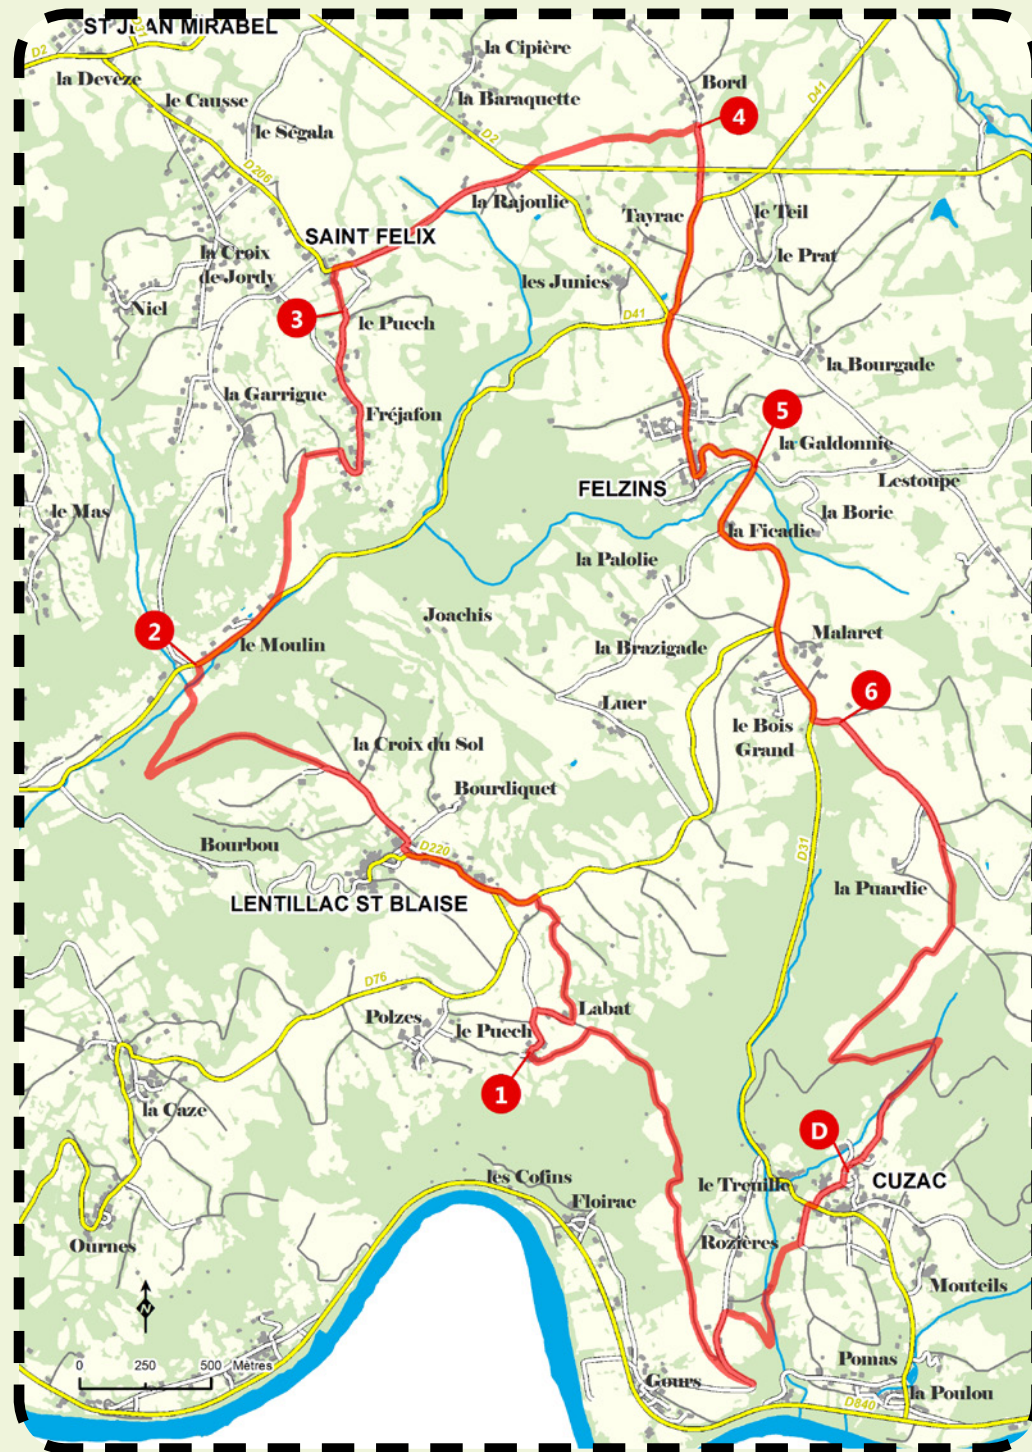 ST JEAN MIRABEL
D2
la Devèze
le Causse
le Ségala
D206
la Cipière
la Baraquette
D2
Bord
4
D41
la Rajoulie
Tayrac
le Teil
le Prat
SAINT FELIX
la Croix
de Jordy
Niel
3
le Puech
les Junies
D41
la Bourgade
la Garrigue
Fréjafon
5
la Galdonnie
Lestoupe
FELZINS
la Borie
la Ficadie
le Mas
la Palolie
Joachis
2
le Moulin
la Brazigade
Malaret
6
Luer
le Bois
Grand
la Croix du Sol
Bourdiquet
Bourbou
D220
D31
la Puardie
LENTILLAC ST BLAISE
D76
Polzes
le Puech
Labat
1
la Caze
D
CUZAC
le Treuille
les Cofins
Floirac
Rozières
Ournes
N
Mouteils
0 250 500 Mètres
Pomas
Gours
la Poulou
D840